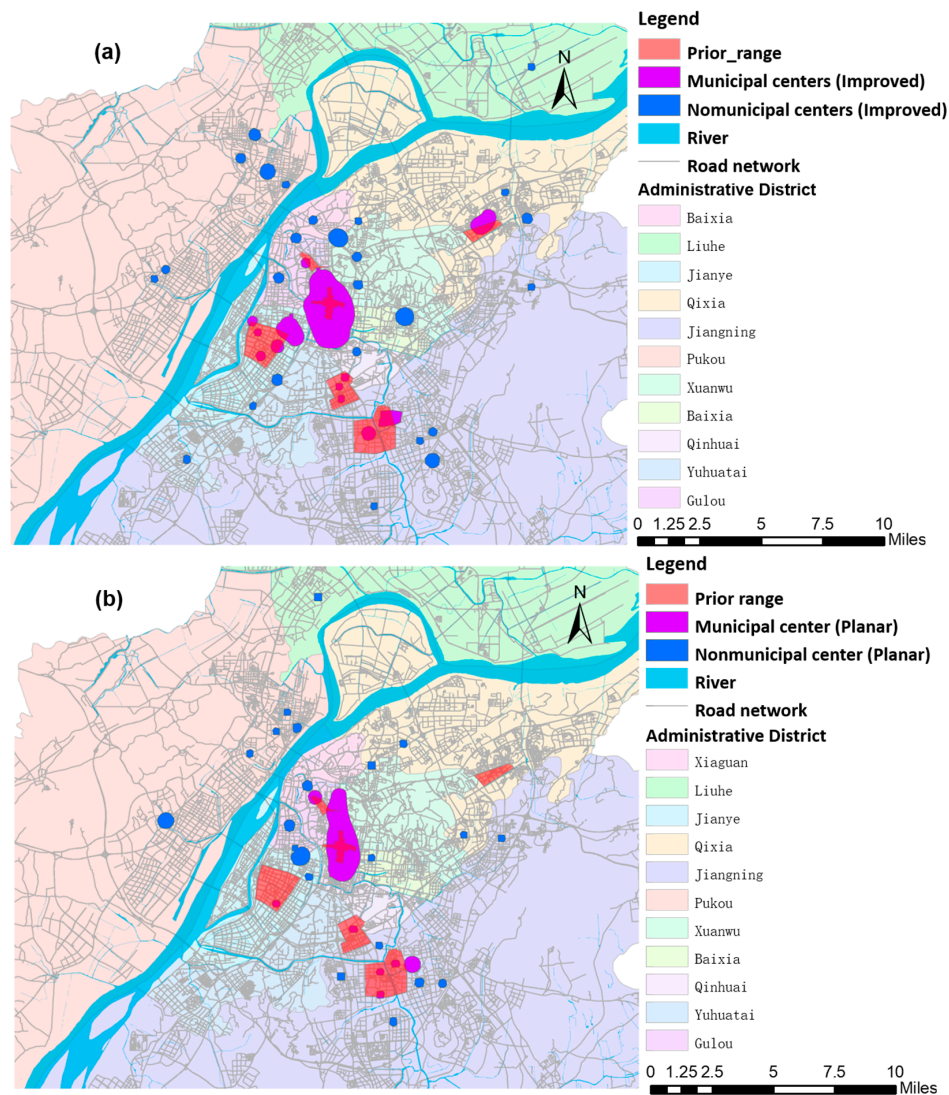 (a)
N
Legend
Prior_range
Municipal centers (Improved)
Nomunicipal centers (Improved)
River
Road network
Administrative District
Baixia
Liuhe
Jianye
Qixia
Jiangning
Pukou
Xuanwu
Baixia
Qinhuai
Yuhuatai
Gulou
0 1.25 2.5 5 7.5 10
Miles
(b)
N
Legend
Prior range
Municipal center (Planar)
Nonmunicipal center (Planar)
River
Road network
Administrative District
Xiaguan
Liuhe
Jianye
Qixia
Jiangning
Pukou
Xuanwu
Baixia
Qinhuai
Yuhuatai
Gulou
0 1.25 2.5 5 7.5 10
Miles